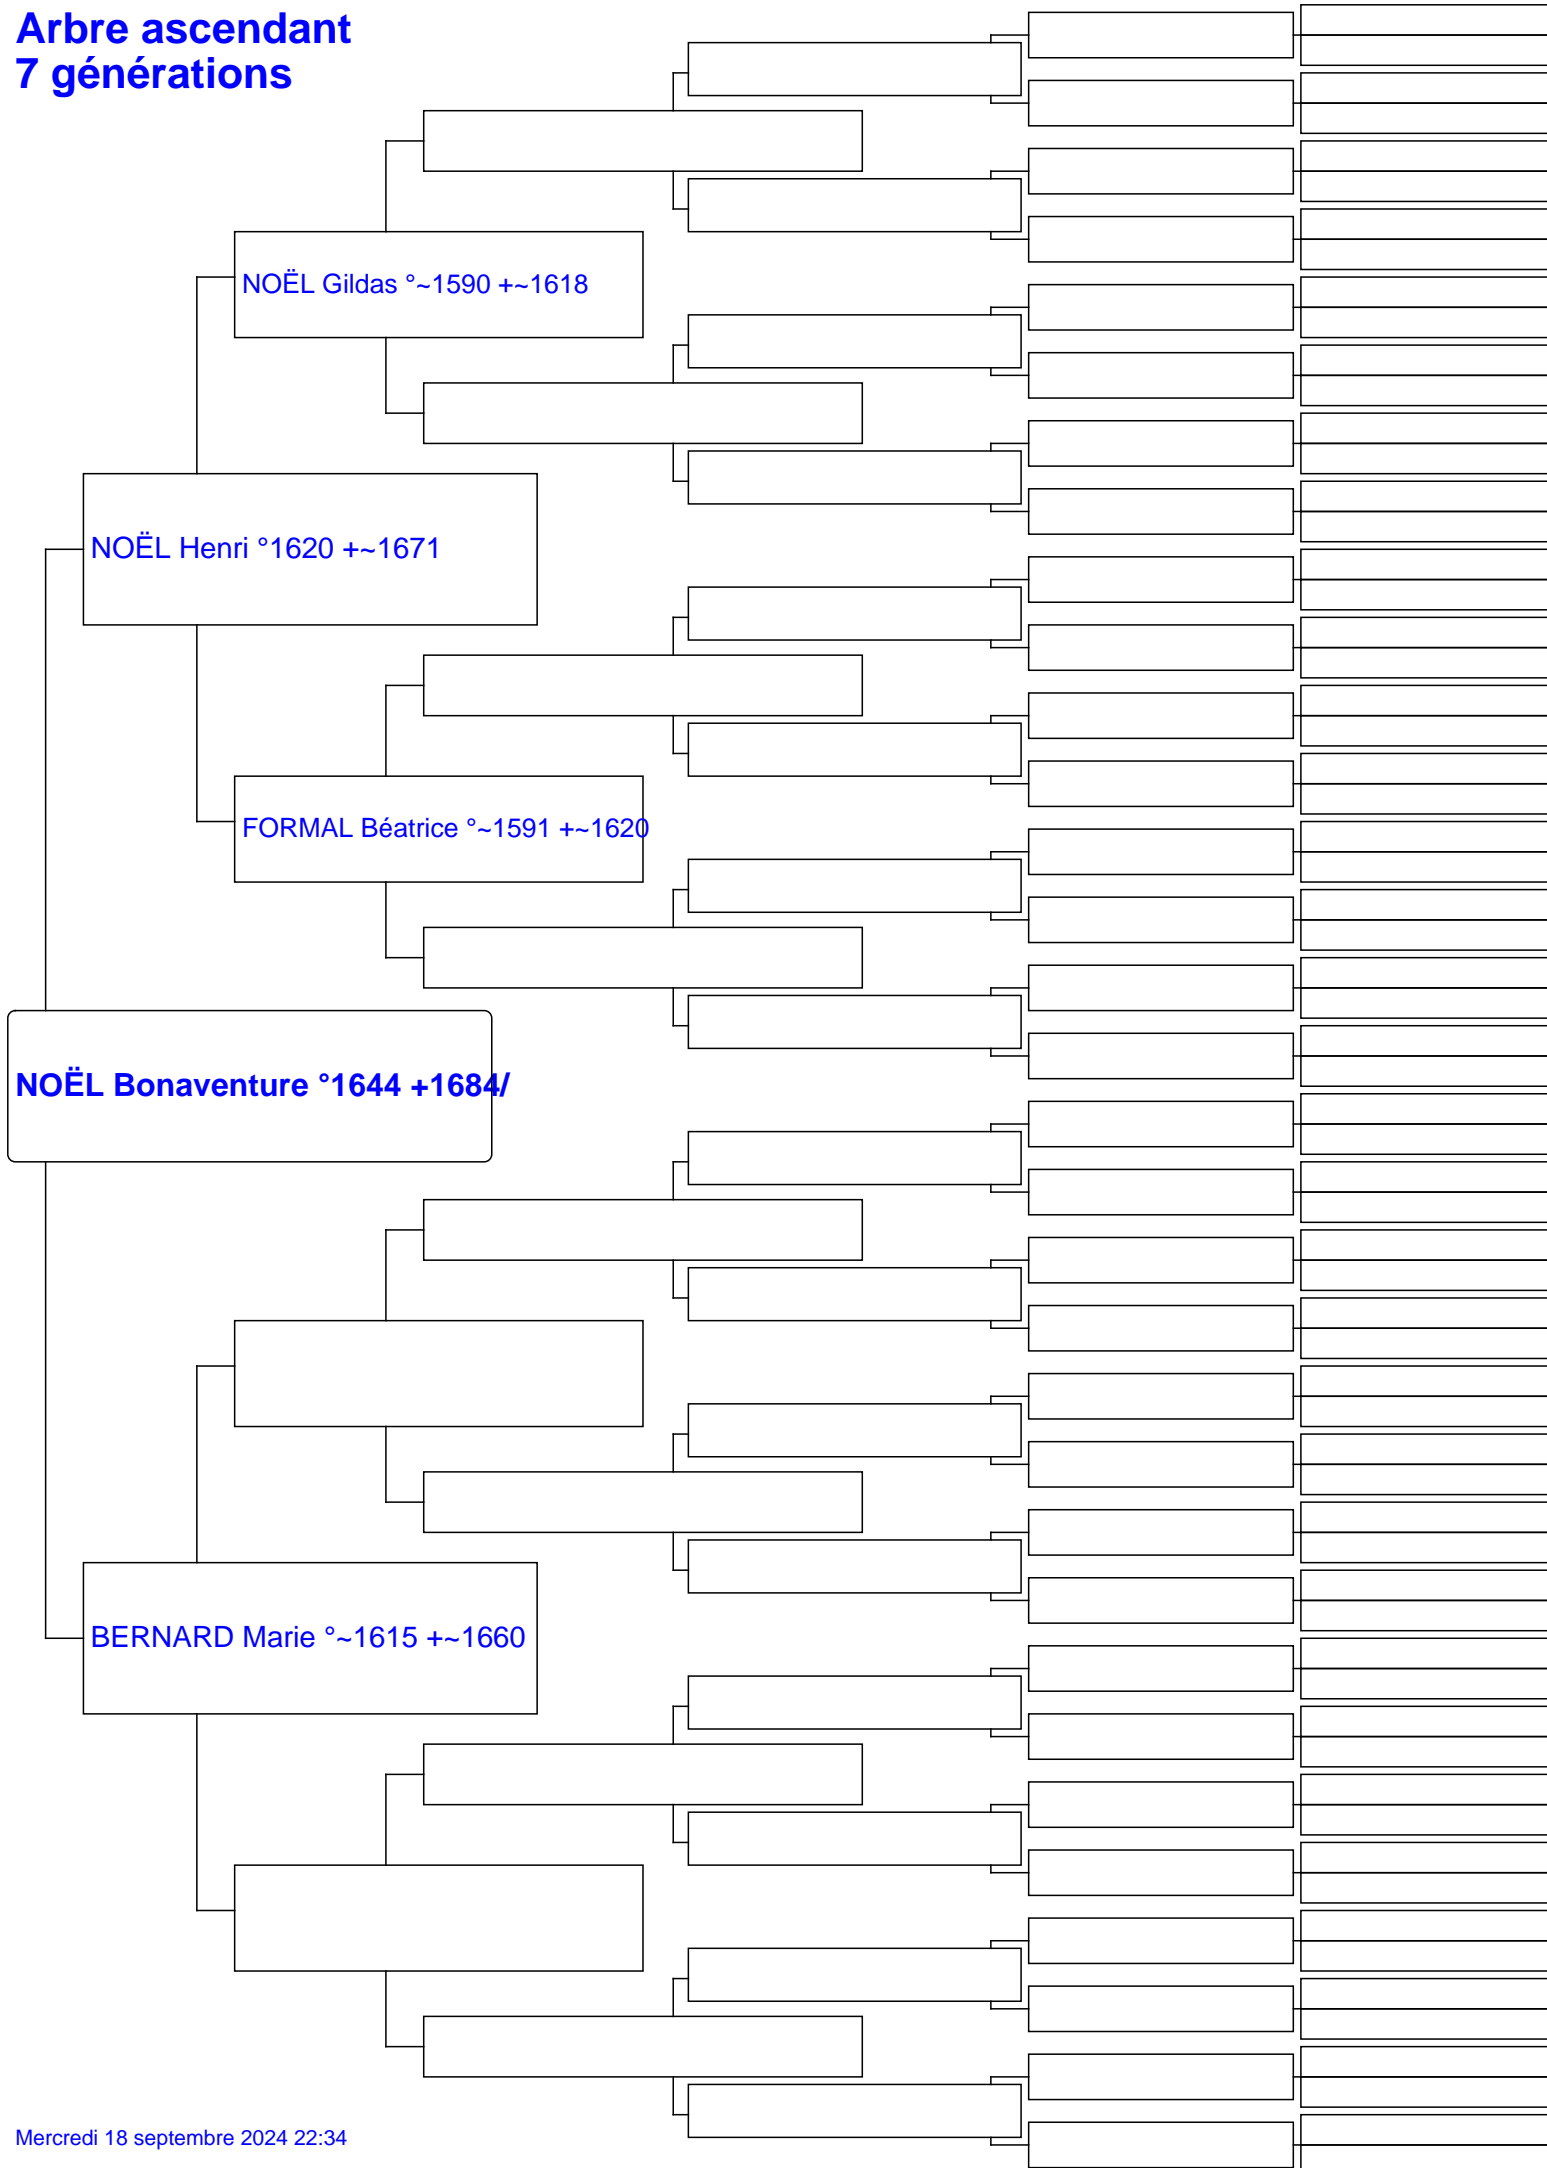 Arbre ascendant
7 générations
NOËL Gildas °~1590 +~1618
NOËL Henri °1620 +~1671
FORMAL Béatrice °~1591 +~1620
NOËL Bonaventure °1644 +1684/
BERNARD Marie °~1615 +~1660
Mercredi 18 septembre 2024 22:34